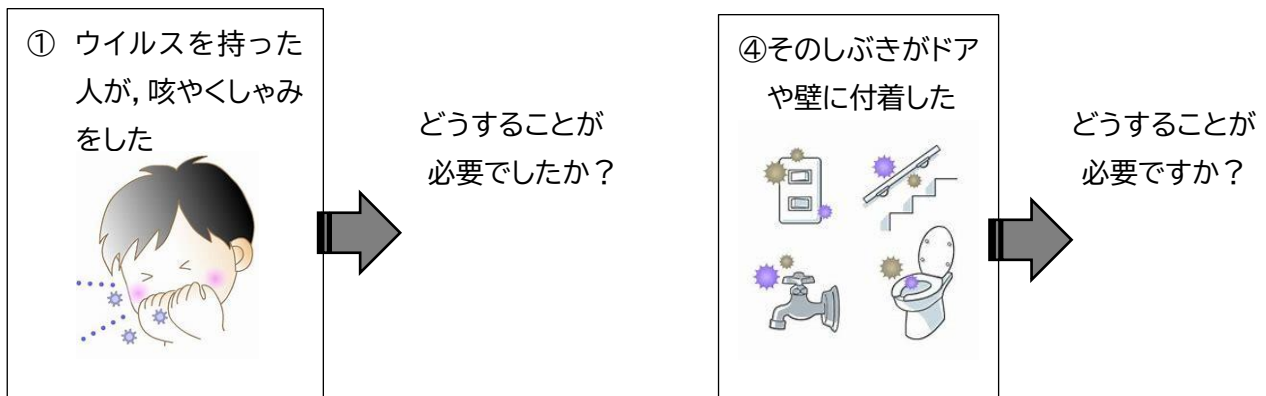 ① ウイルスを持った
人が,咳やくしゃみ
をした
どうすることが
必要でしたか？
④そのしぶきがドア
や壁に付着した
どうすることが
必要ですか？